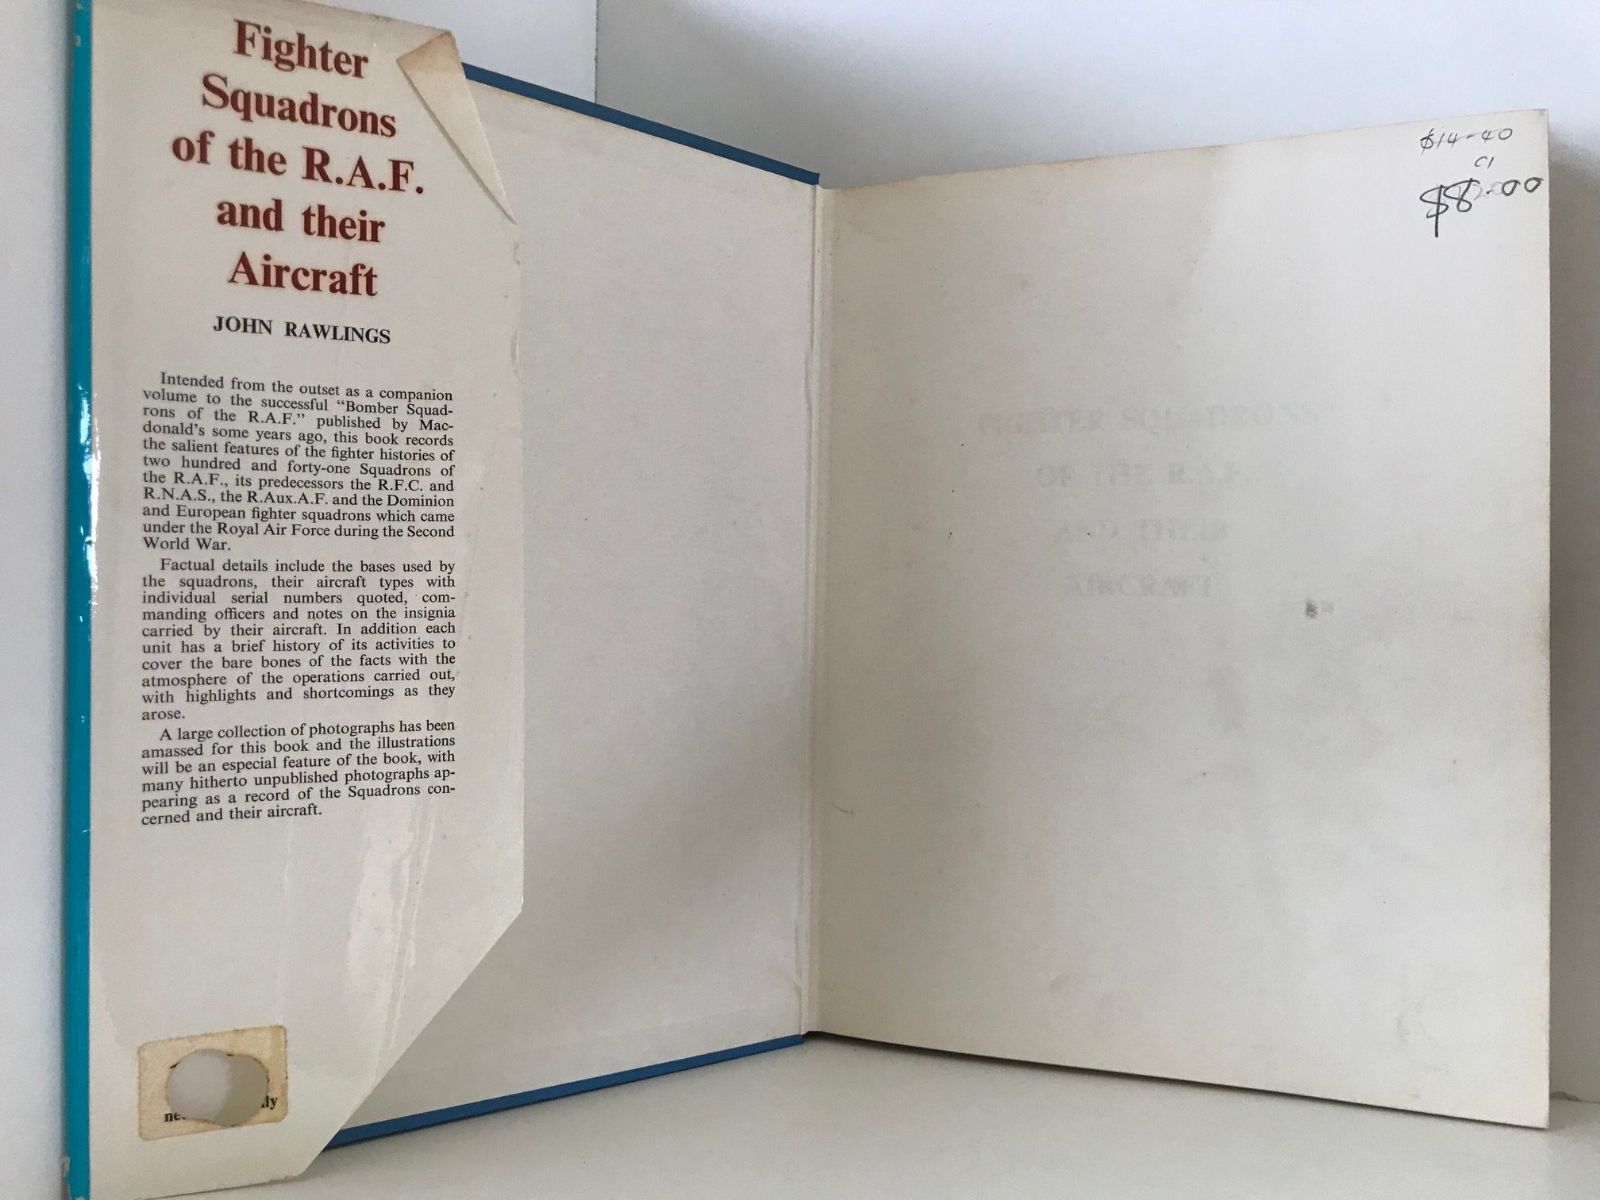 Fighter
Squadrons
of the R.A.F.
and their
Aircraft
JOHN RAWLINGS
Intended from the outset as a companion
volume to the successful “Bomber Squad-
rons of the R.A.F.” published by Mac-
donald's some years ago, this book records
the salient features of the fighter histories of
two hundred and forty-one Squadrons of
the R.A.F., its predecessors the R.F.C. and
R.N.A.S., the R.Aux.A.F. and the Dominion
and European fighter squadrons which came
under the Royal Air Force during the Second
World War.
Factual details include the bases used by
the squadrons, their aircraft types with
individual serial numbers quoted, com-
manding officers and notes on the insignia
carried by their aircraft. In addition each
unit has a brief history of its activities to
cover the bare bones of the facts with the
atmosphere of the operations carried out,
with highlights and shortcomings as they
arose.
A large collection of photographs has been
amassed for this book and the illustrations
will be an especial feature of the book, with
many hitherto unpublished photographs ap-
pearing as a record of the Squadrons con-
cerned and their aircraft.
$14-40
$8.00
FIGHTER SQUADRONS
OF THE R.A.F.
AND THEIR
AIRCRAFT